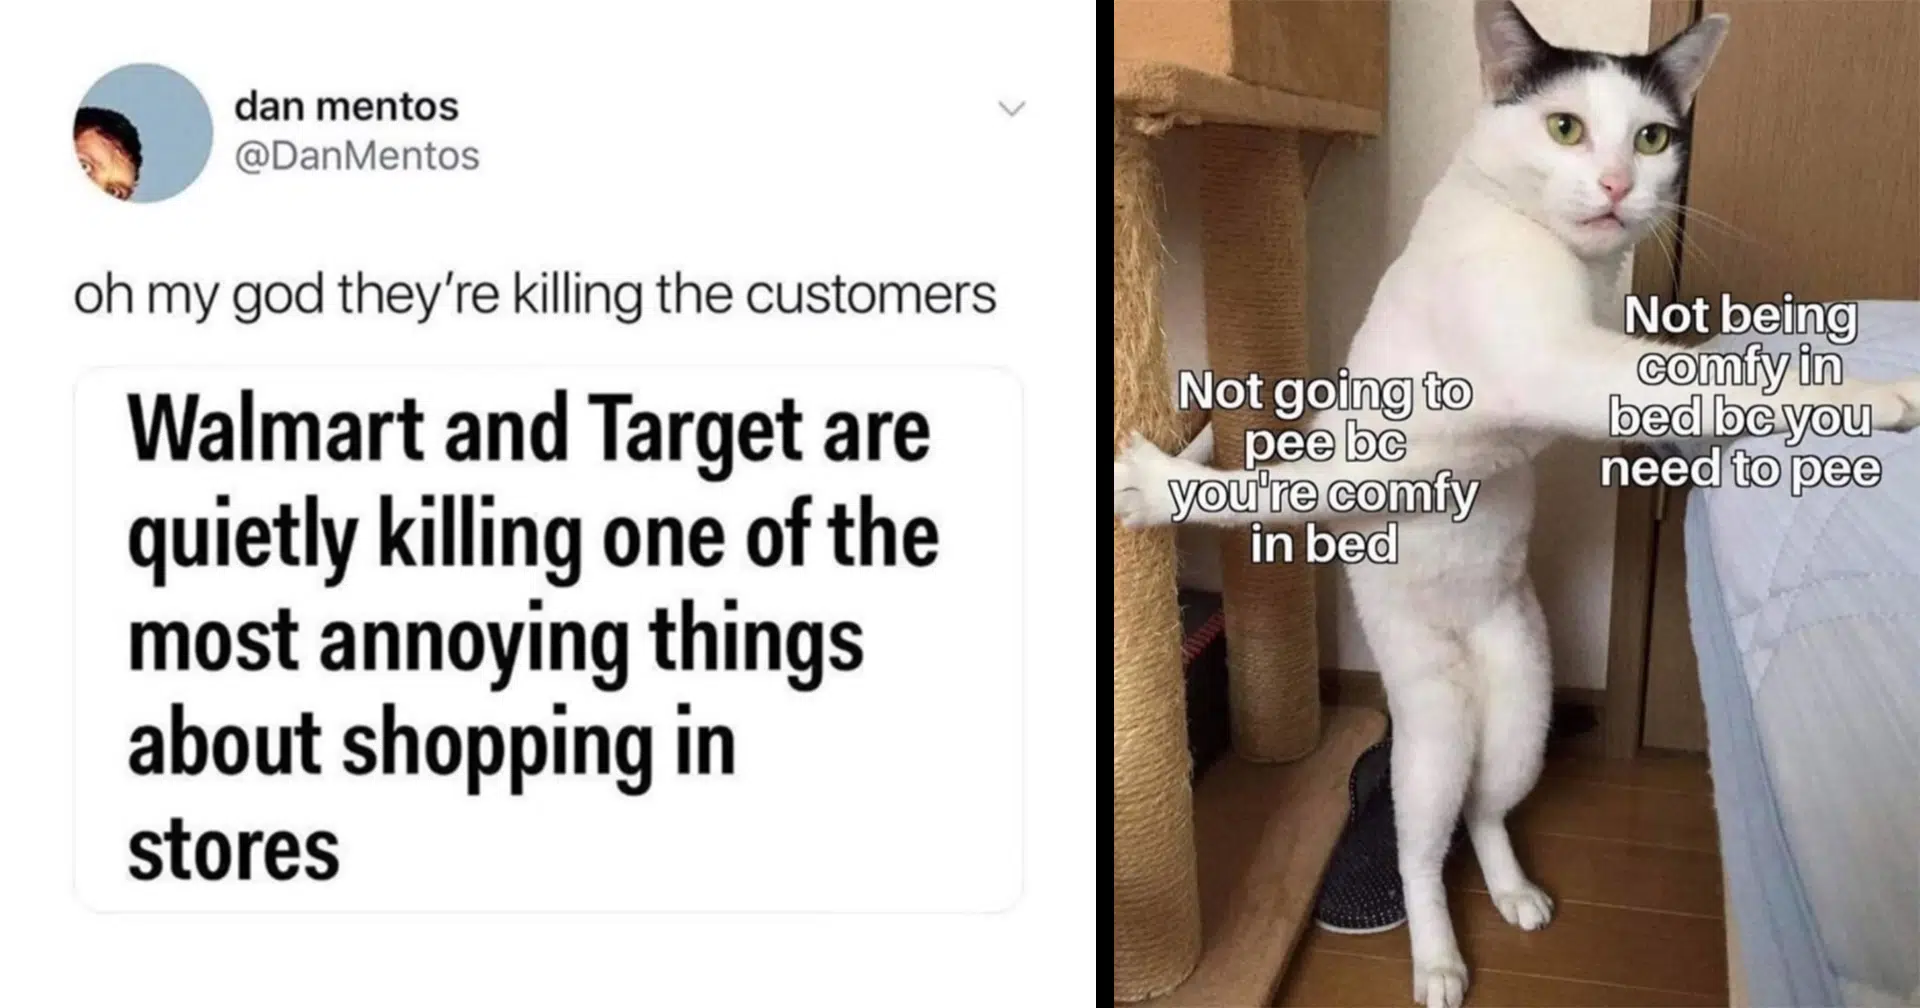 dan mentos
@DanMentos
oh my god they're killing the customers
Walmart and Target are
quietly killing one of the
most annoying things
about shopping in
stores
Not going to
pee bc
you're comfy
in bed
Not being
comfy in
bed bc you
need to pee